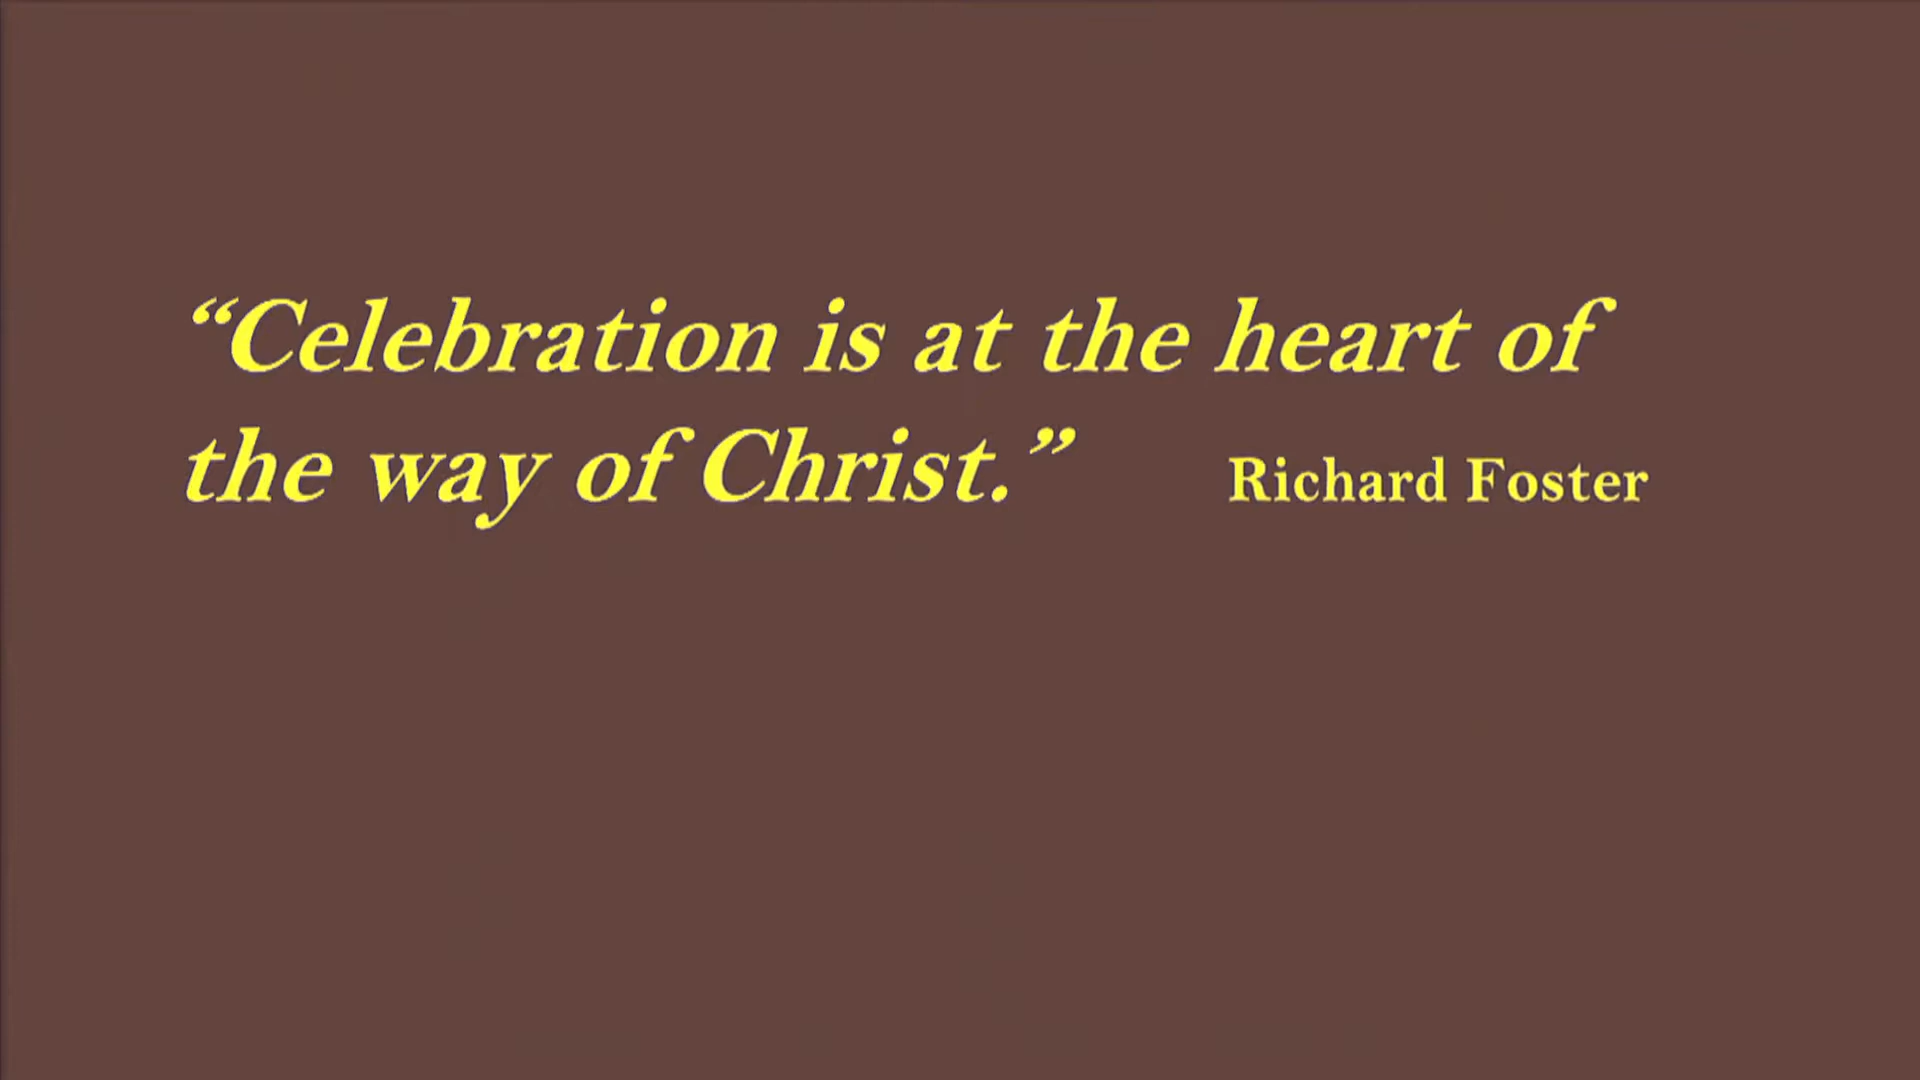 “Celebration is at the heart of
the way of Christ.” Richard Foster